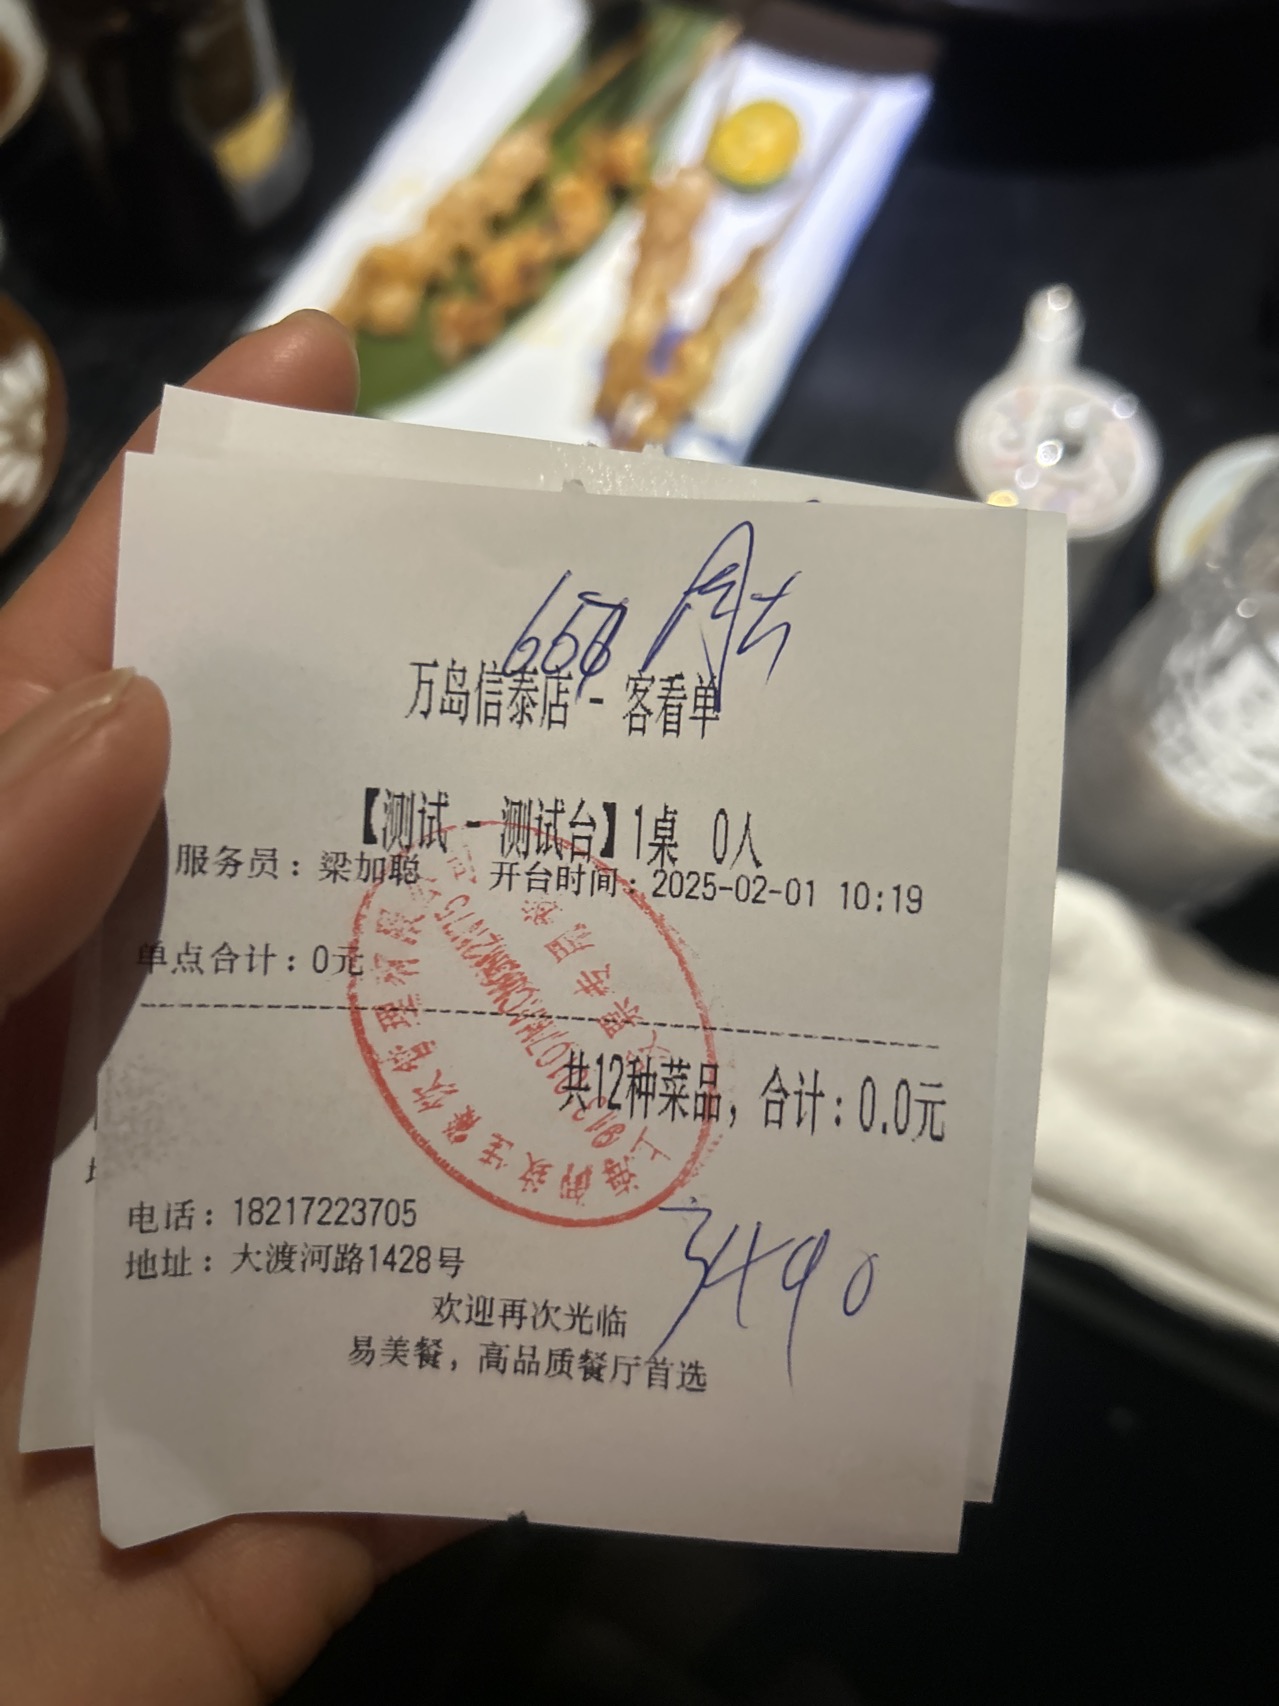 万岛信泰店 - 客看单
【测试 - 测试台】1桌 0人
服务员：梁加聪 开台时间：2025-02-01 10:19
单点合计：0元
共12种菜品，合计：0.0元
电话：18217223705
地址：大渡河路1428号
3490
欢迎再次光临
易美餐，高品质餐厅首选